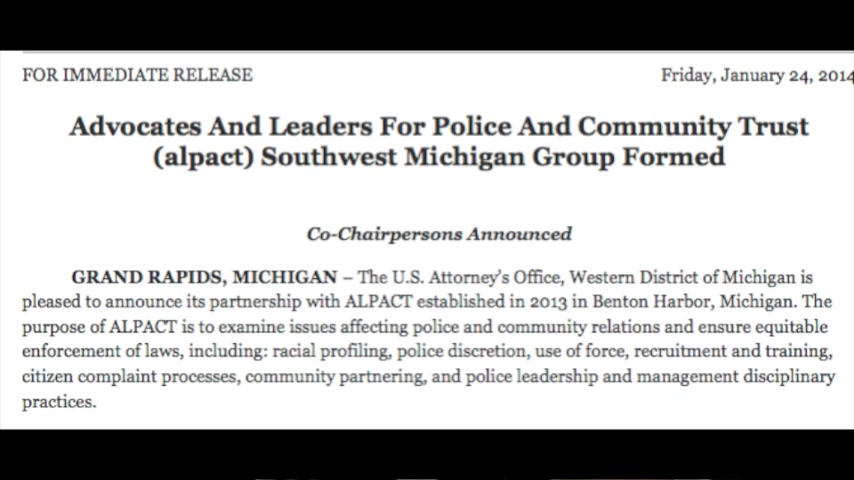 FOR IMMEDIATE RELEASE Friday, January 24, 2014
Advocates And Leaders For Police And Community Trust
(alpact) Southwest Michigan Group Formed
Co-Chairpersons Announced
GRAND RAPIDS, MICHIGAN – The U.S. Attorney's Office, Western District of Michigan is
pleased to announce its partnership with ALPACT established in 2013 in Benton Harbor, Michigan. The
purpose of ALPACT is to examine issues affecting police and community relations and ensure equitable
enforcement of laws, including: racial profiling, police discretion, use of force, recruitment and training,
citizen complaint processes, community partnering, and police leadership and management disciplinary
practices.